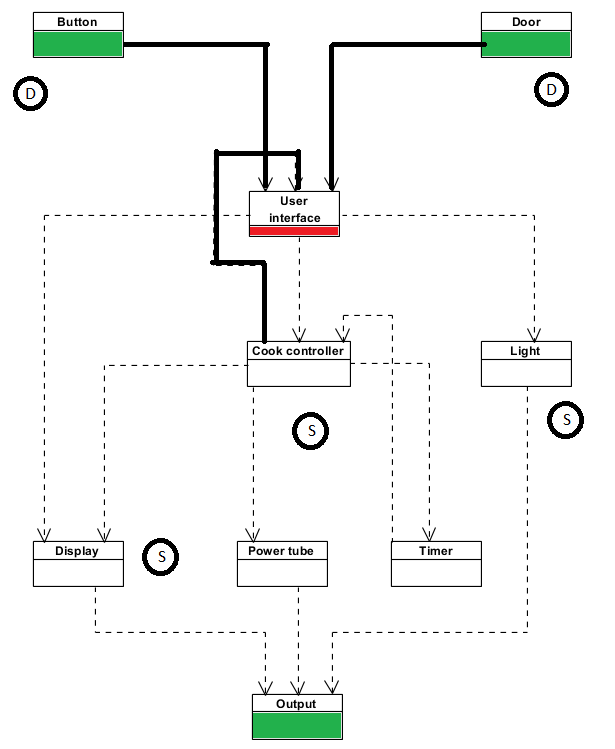 Button
Door
D
D
User
interface
Cook controller
Light
S
S
Display
S
Power tube
Timer
Output